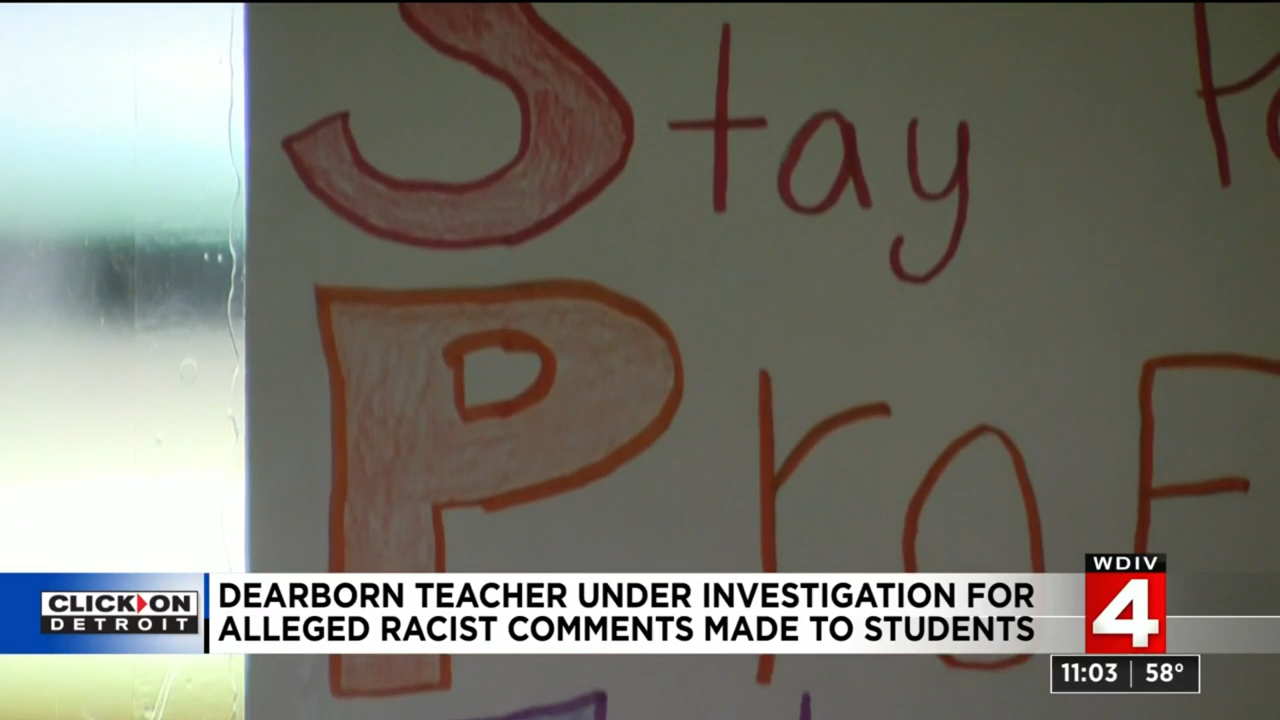 Stay
Pro
CLICK ON
DETROIT
DEARBORN TEACHER UNDER INVESTIGATION FOR
ALLEGED RACIST COMMENTS MADE TO STUDENTS
WDIV
4
11:03 | 58°